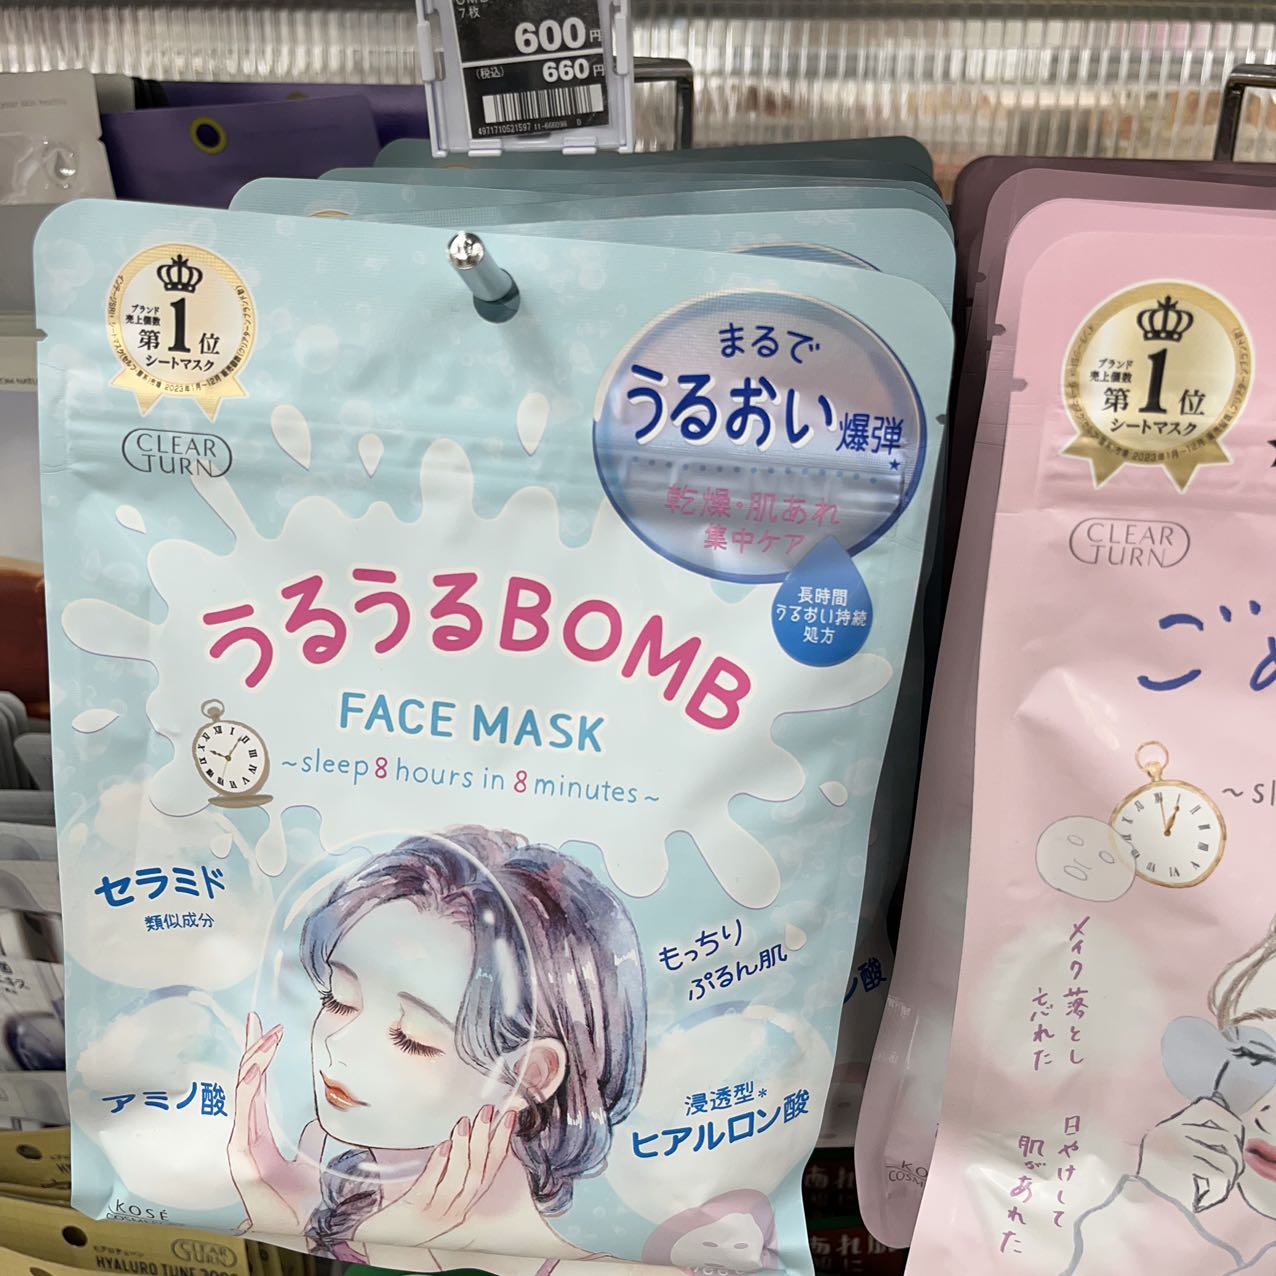 7枚
600円
(税込) 660円
4971710521597 11-666098 D
ブランド
売上個数
第1位
シートマスク
CLEAR
TURN
まるで
うるおい爆弾
乾燥・肌あれ
集中ケア
長時間
うるおい持続
処方
うるうるBOMB
FACE MASK
~sleep 8 hours in 8 minutes~
セラミド
類似成分
もっちり
ぷるん肌
アミノ酸
浸透型*
ヒアルロン酸
KOSÉ
ブランド
売上個数
第1位
シートマスク
CLEAR
TURN
メイク落とし
忘れた
日やけして
肌があれた
CLEAR
TURN